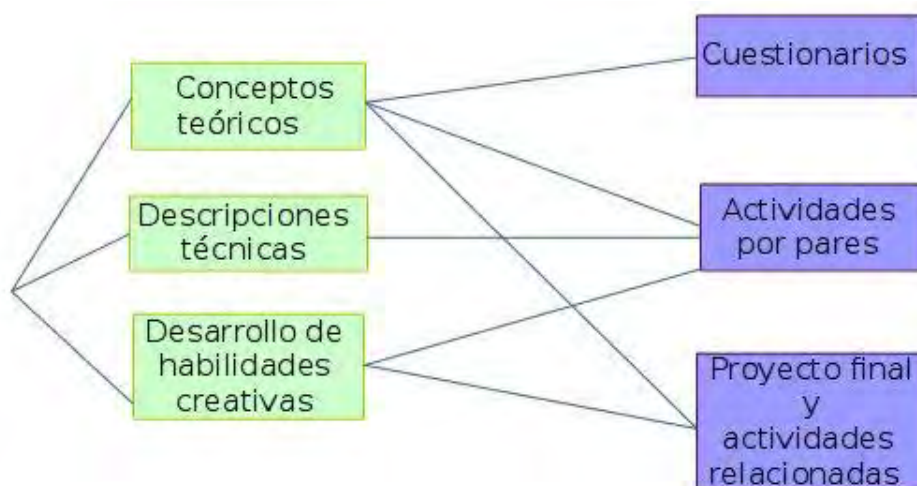 Conceptos
teóricos
Descripciones
técnicas
Desarrollo de
habilidades
creativas
Cuestionarios
Actividades
por pares
Proyecto final
y
actividades
relacionadas